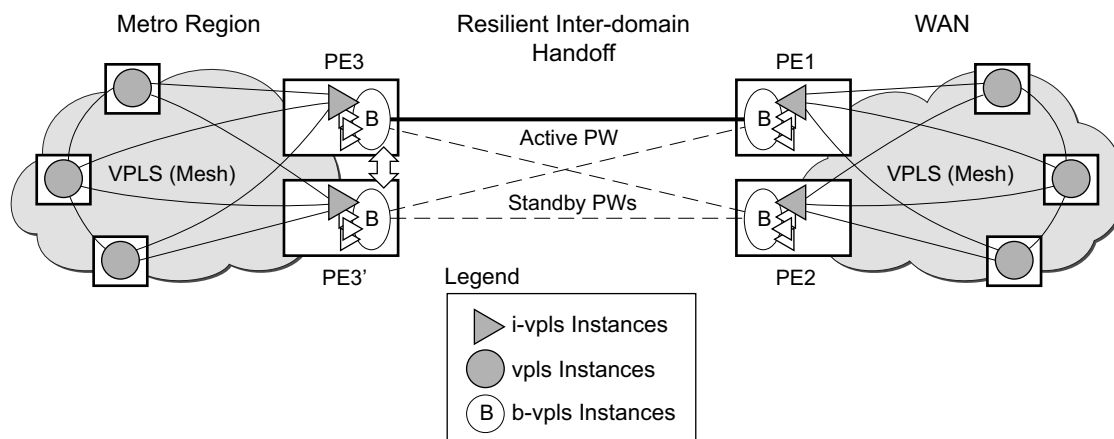 Metro Region
Resilient Inter-domain
Handoff
WAN
PE3
PE1
B
B
Active PW
VPLS (Mesh)
VPLS (Mesh)
Standby PWs
B
B
PE3'
PE2
Legend
i-vpls Instances
vpls Instances
B
b-vpls Instances